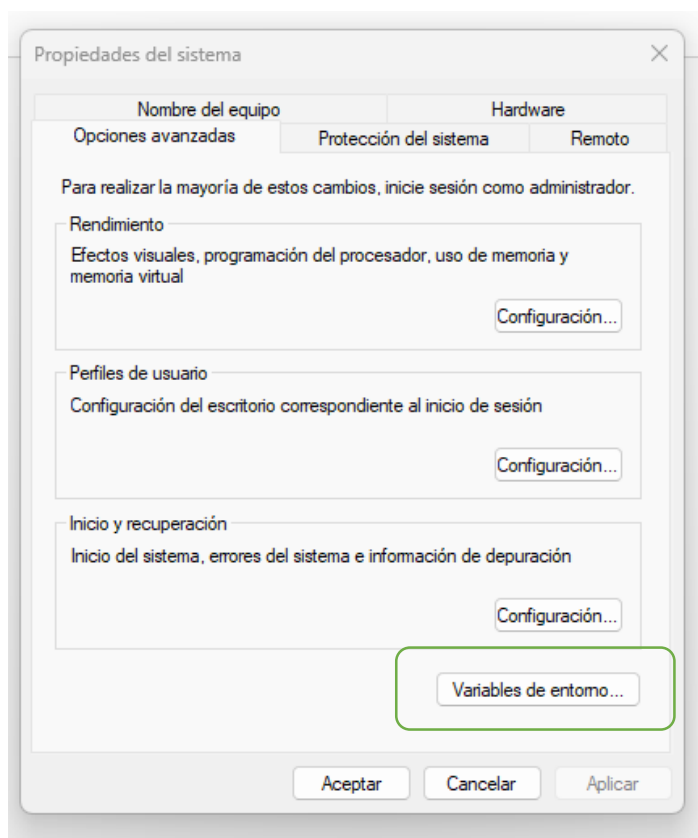 Propiedades del sistema
Nombre del equipo
Hardware
Opciones avanzadas
Protección del sistema
Remoto
Para realizar la mayoría de estos cambios, inicie sesión como administrador.
Rendimiento
Efectos visuales, programación del procesador, uso de memoria y
memoria virtual
Configuración...
Perfiles de usuario
Configuración del escritorio correspondiente al inicio de sesión
Configuración...
Inicio y recuperación
Inicio del sistema, errores del sistema e información de depuración
Configuración...
Variables de entorno...
Aceptar
Cancelar
Aplicar